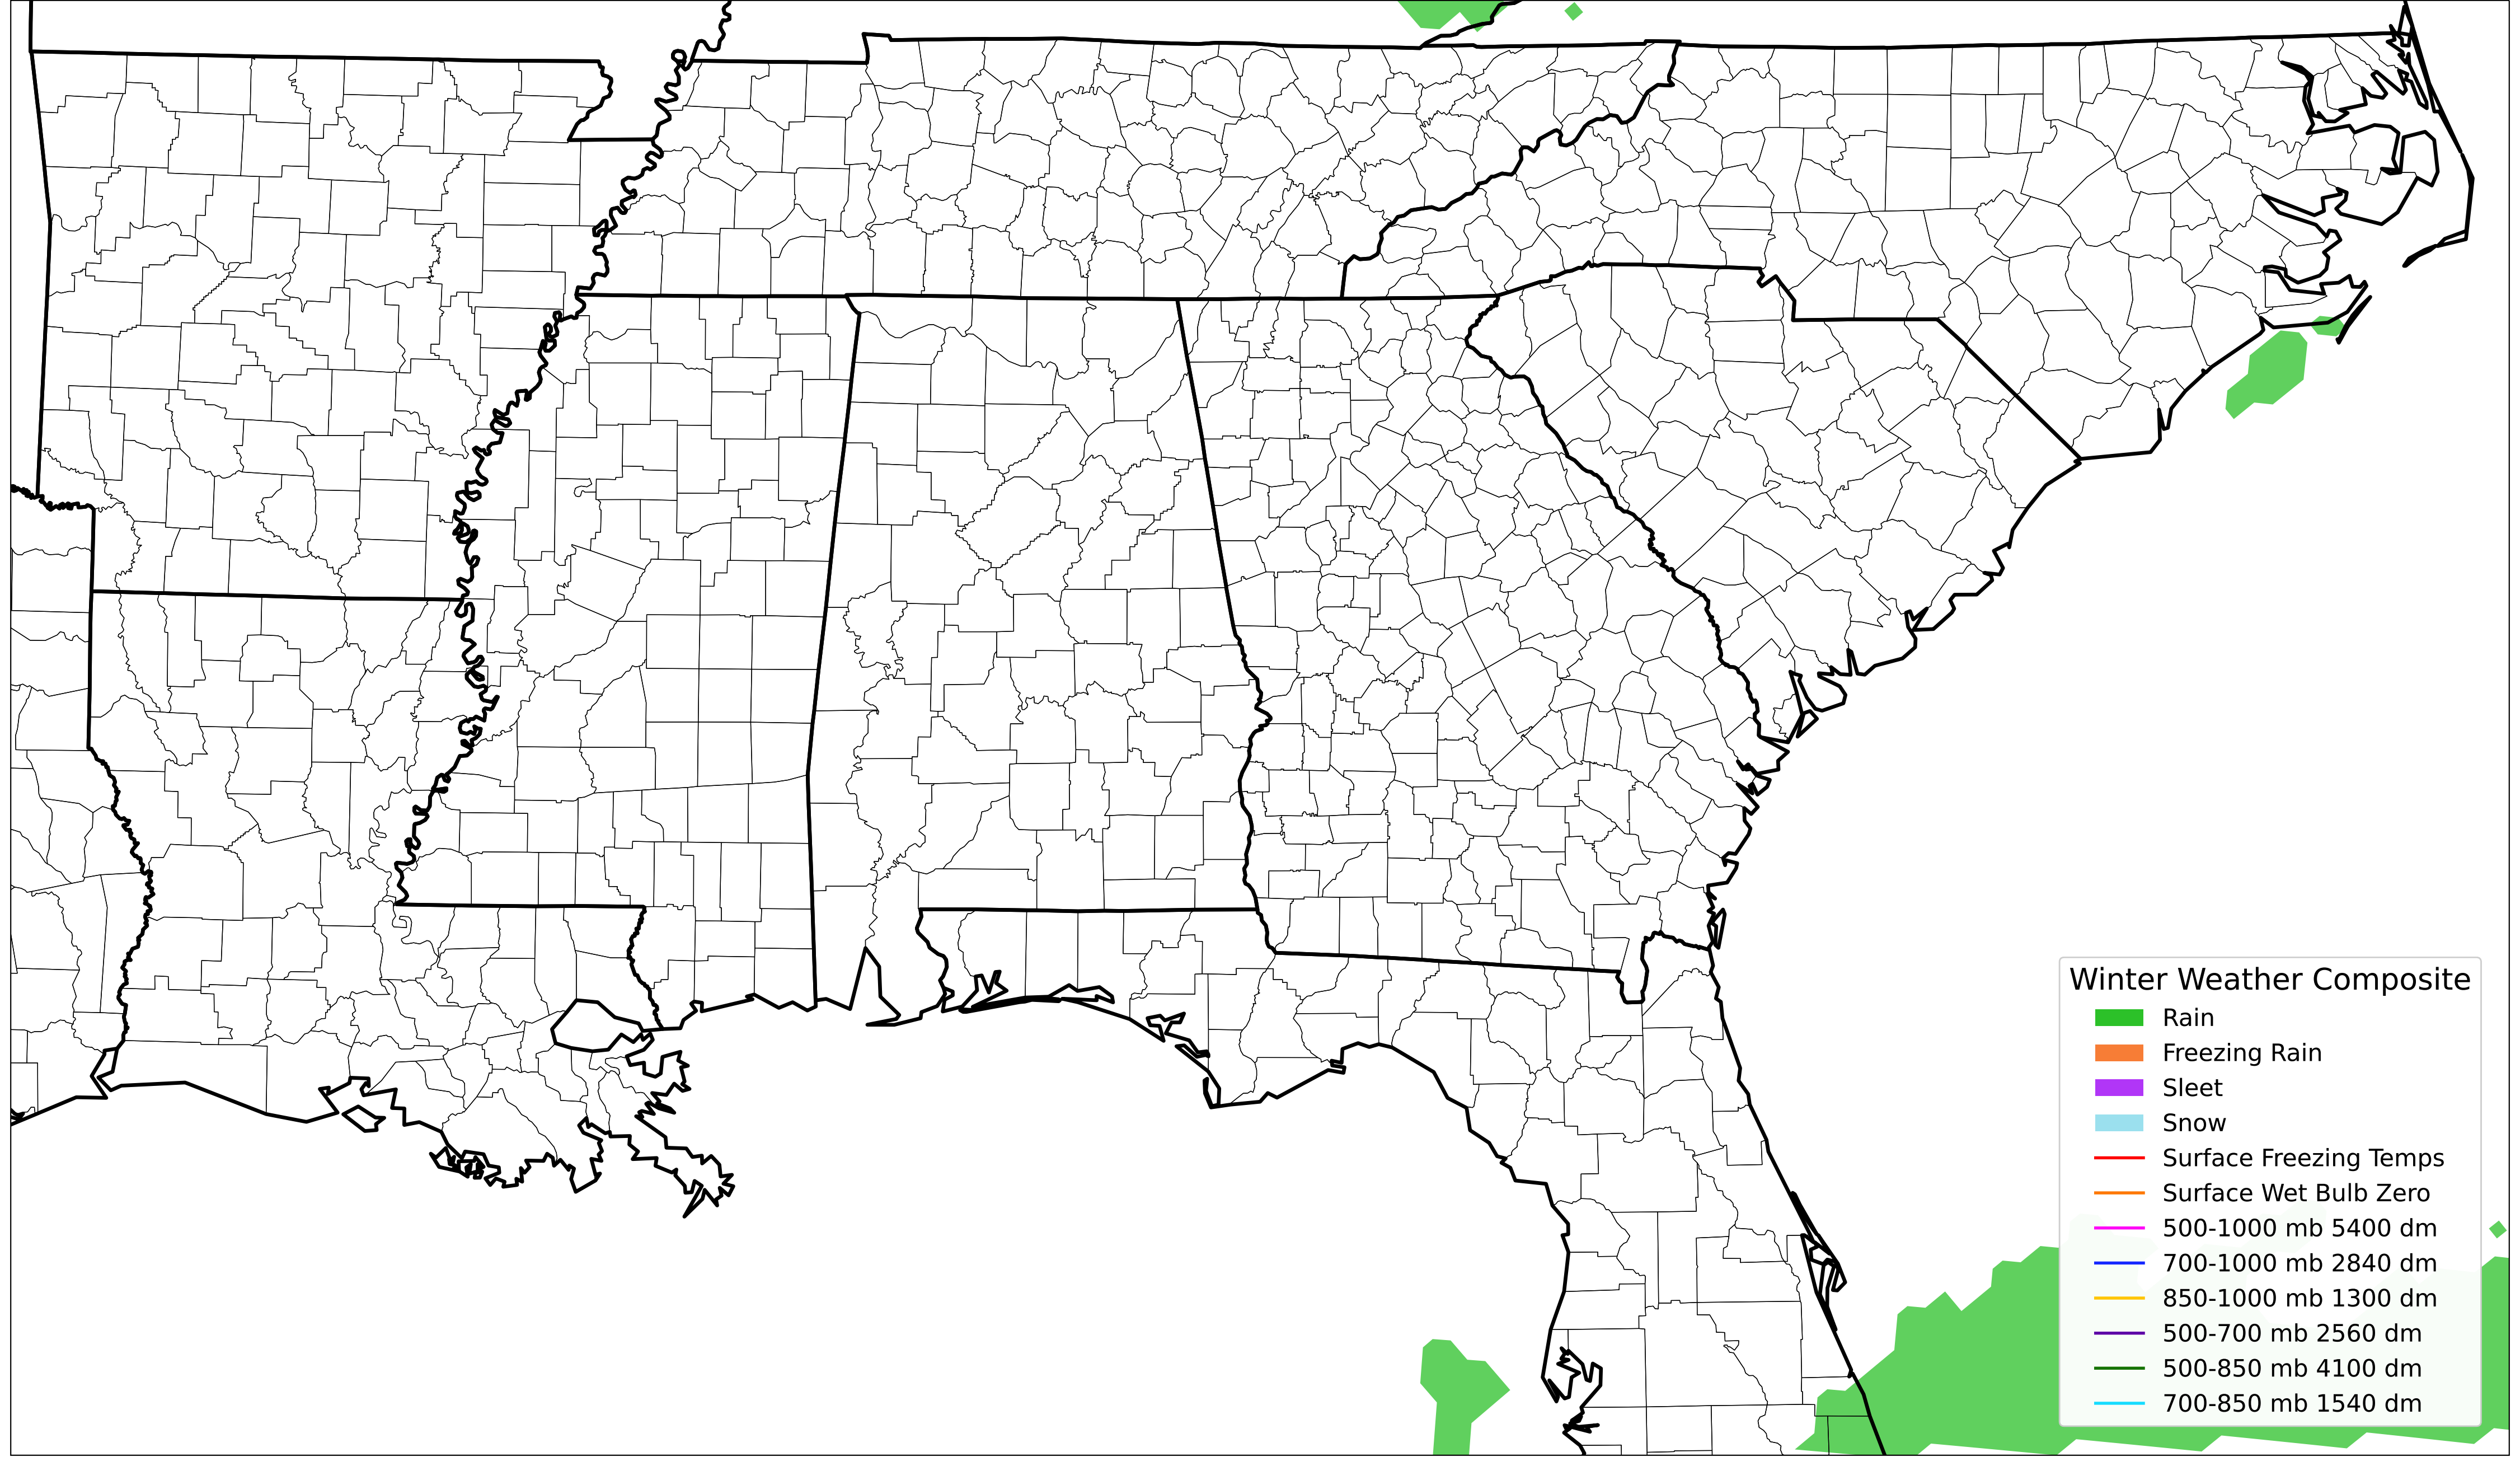 Winter Weather Composite
Rain
Freezing Rain
Sleet
Snow
Surface Freezing Temps
Surface Wet Bulb Zero
500-1000 mb 5400 dm
700-1000 mb 2840 dm
850-1000 mb 1300 dm
500-700 mb 2560 dm
500-850 mb 4100 dm
700-850 mb 1540 dm